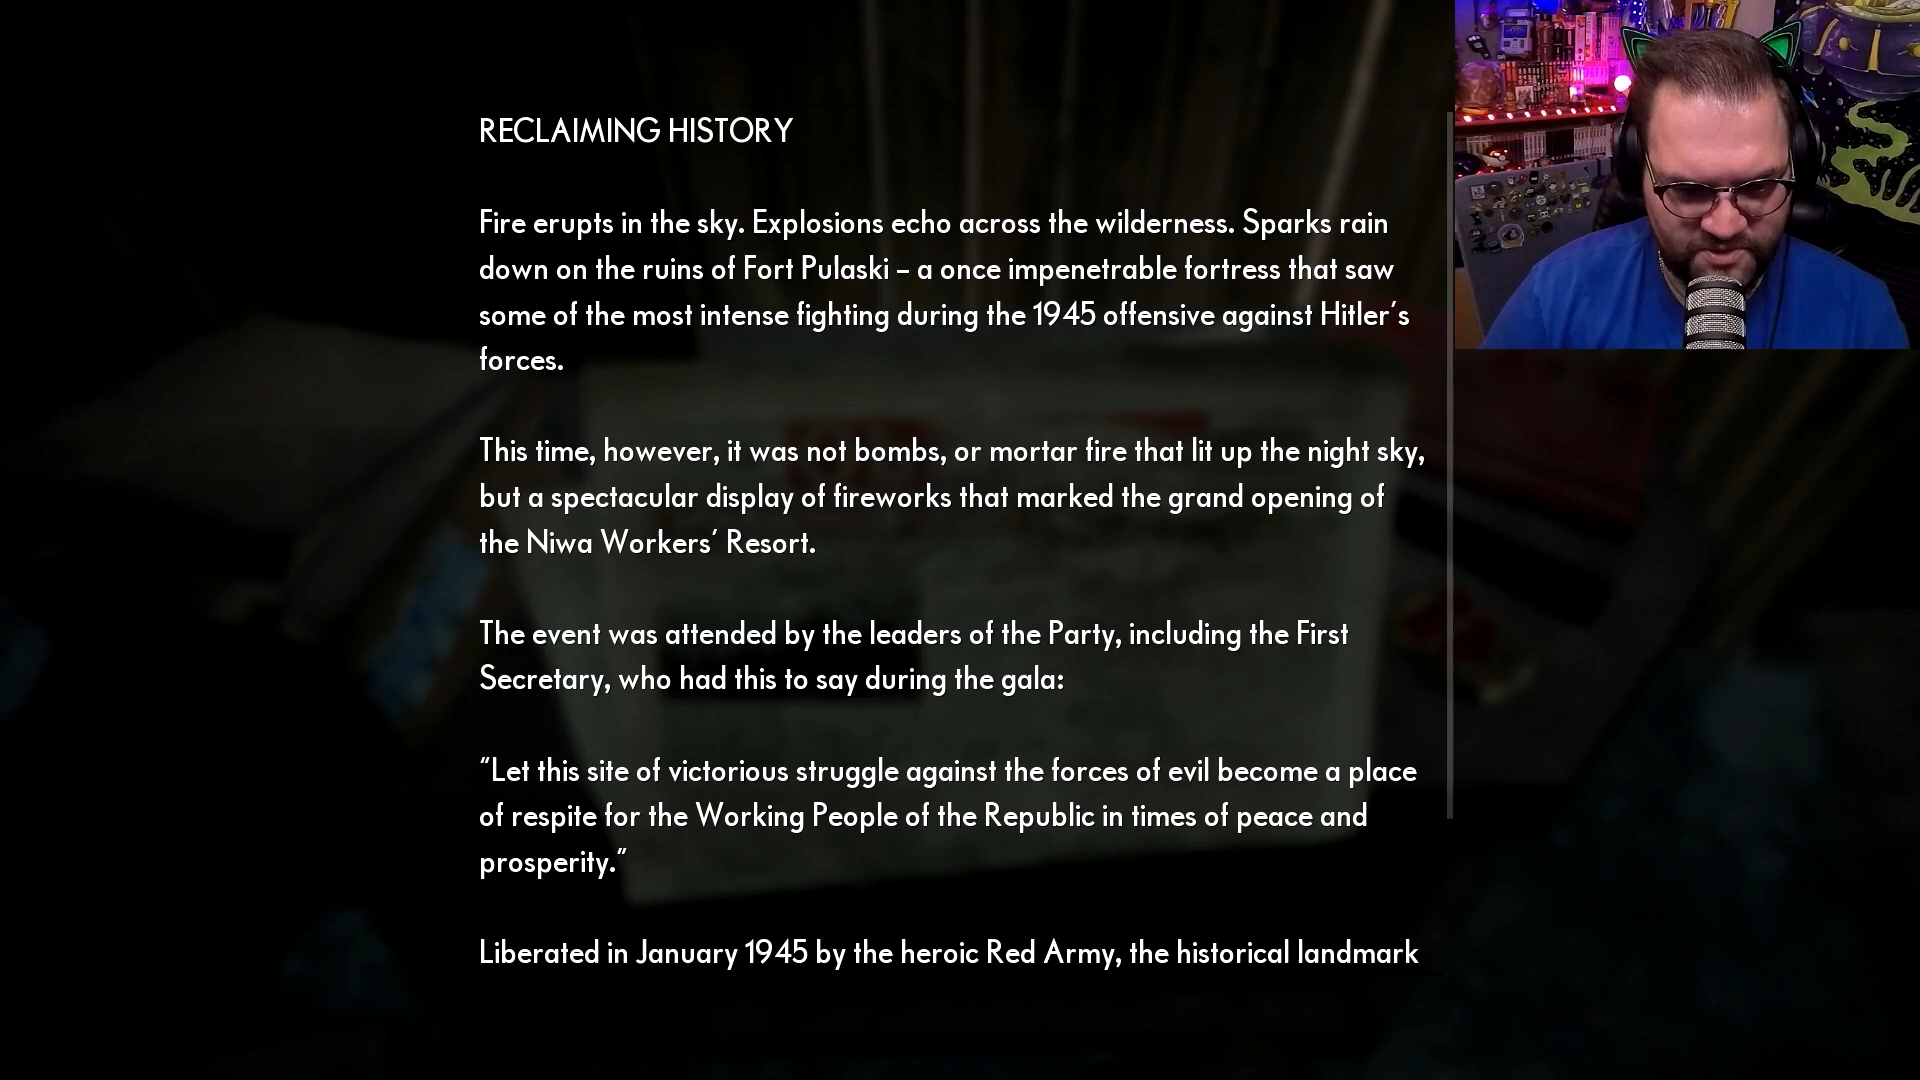 RECLAIMING HISTORY
Fire erupts in the sky. Explosions echo across the wilderness. Sparks rain
down on the ruins of Fort Pulaski – a once impenetrable fortress that saw
some of the most intense fighting during the 1945 offensive against Hitler's
forces.
This time, however, it was not bombs, or mortar fire that lit up the night sky,
but a spectacular display of fireworks that marked the grand opening of
the Niwa Workers' Resort.
The event was attended by the leaders of the Party, including the First
Secretary, who had this to say during the gala:
"Let this site of victorious struggle against the forces of evil become a place
of respite for the Working People of the Republic in times of peace and
prosperity."
Liberated in January 1945 by the heroic Red Army, the historical landmark